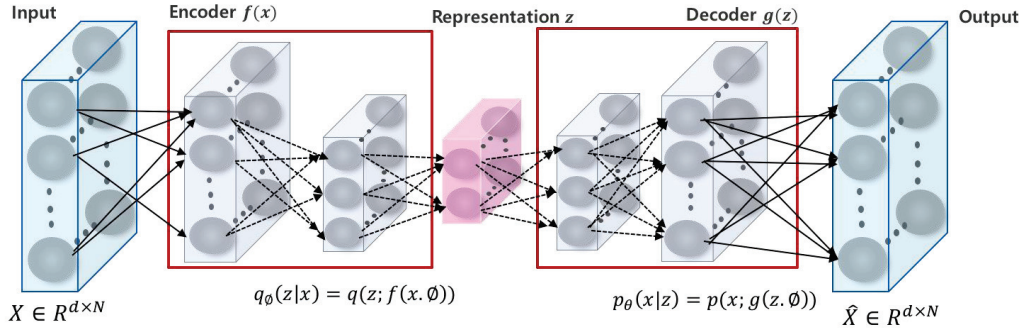 Input Encoder f(x) Representation z Decoder g(z) Output
q_∅(z|x) = q(z; f(x.∅)) p_θ(x|z) = p(x; g(z.∅))
X ∈ R^{d×N} X̂ ∈ R^{d×N}